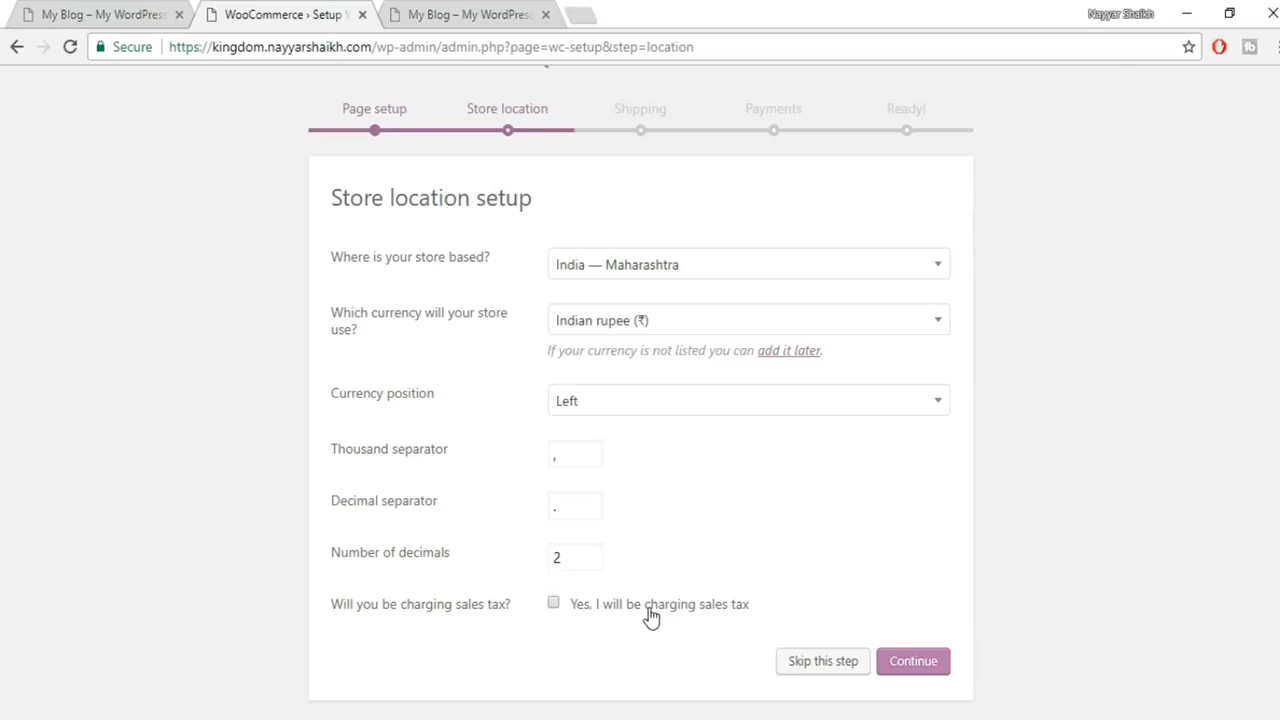 My Blog – My WordPress
WooCommerce › Setup
My Blog – My WordPress
Nayyar Shaikh
Secure
https://kingdom.nayyarshaikh.com/wp-admin/admin.php?page=wc-setup&step=location
Page setup
Store location
Shipping
Payments
Ready!
Store location setup
Where is your store based?
India — Maharashtra
Which currency will your store
use?
Indian rupee (₹)
If your currency is not listed you can add it later.
Currency position
Left
Thousand separator
,
Decimal separator
.
Number of decimals
2
Will you be charging sales tax?
Yes, I will be charging sales tax
Skip this step
Continue